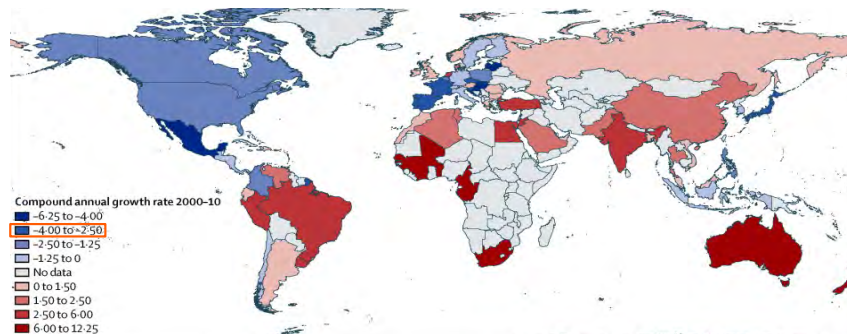 Compound annual growth rate 2000–10
–6·25 to –4·00
–4·00 to –2·50
–2·50 to –1·25
–1·25 to 0
No data
0 to 1·50
1·50 to 2·50
2·50 to 6·00
6·00 to 12·25